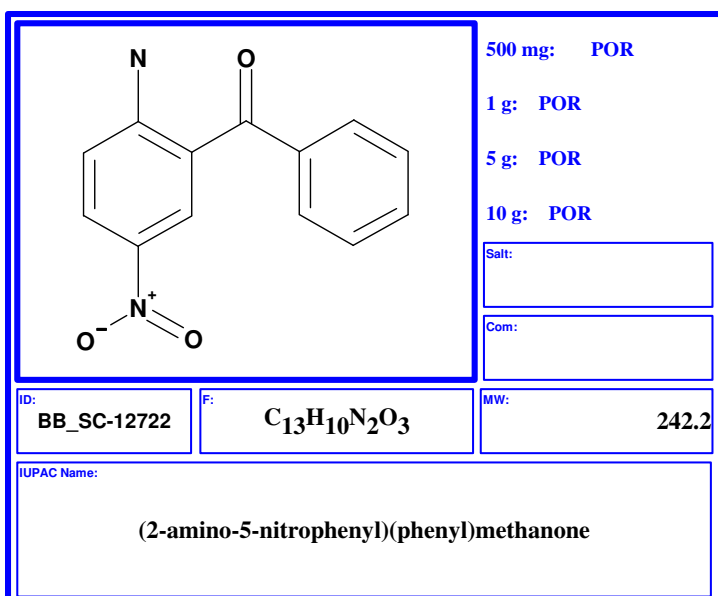 N
O
N+
O−
O
500 mg: POR
1 g: POR
5 g: POR
10 g: POR
Salt:
Com:
ID:
BB_SC-12722
F:
C13H10N2O3
MW:
242.2
IUPAC Name:
(2-amino-5-nitrophenyl)(phenyl)methanone